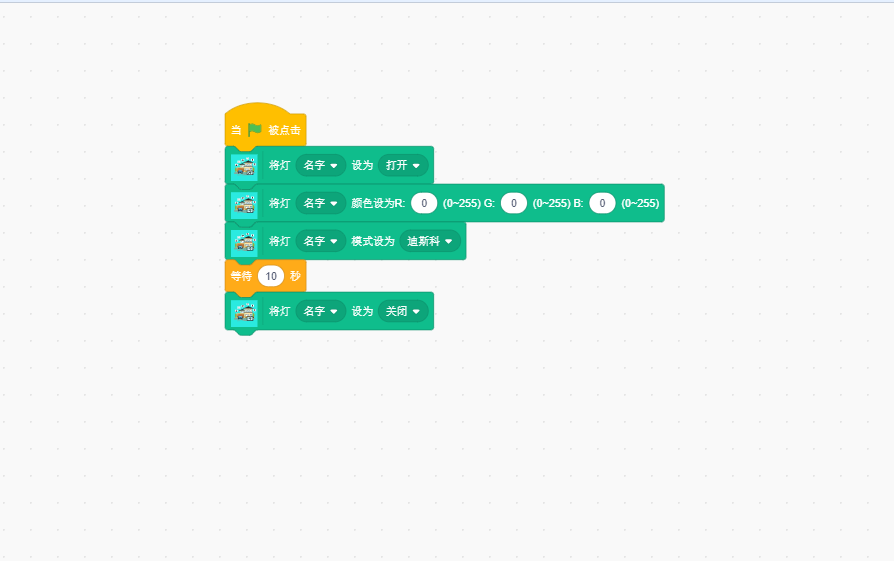 当 被点击
将灯 名字 设为 打开
将灯 名字 颜色设为R: 0 (0~255) G: 0 (0~255) B: 0 (0~255)
将灯 名字 模式设为 迪斯科
等待 10 秒
将灯 名字 设为 关闭